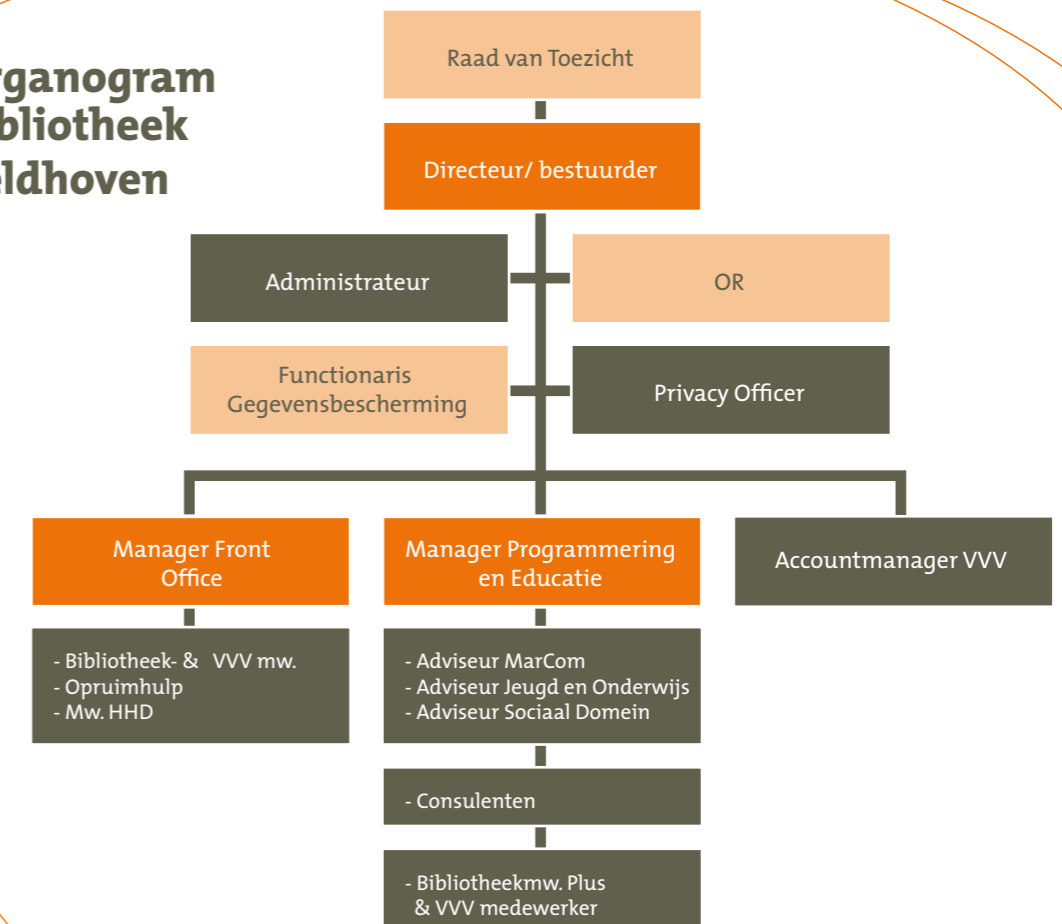 rganogram
bliotheek
eldhoven
Raad van Toezicht
Directeur/ bestuurder
Administrateur
OR
Functionaris
Gegevensbescherming
Privacy Officer
Manager Front
Office
Manager Programmering
en Educatie
Accountmanager VVV
- Bibliotheek- & VVV mw.
- Opruimhulp
- Mw. HHD
- Adviseur MarCom
- Adviseur Jeugd en Onderwijs
- Adviseur Sociaal Domein
- Consulenten
- Bibliotheekmw. Plus
& VVV medewerker